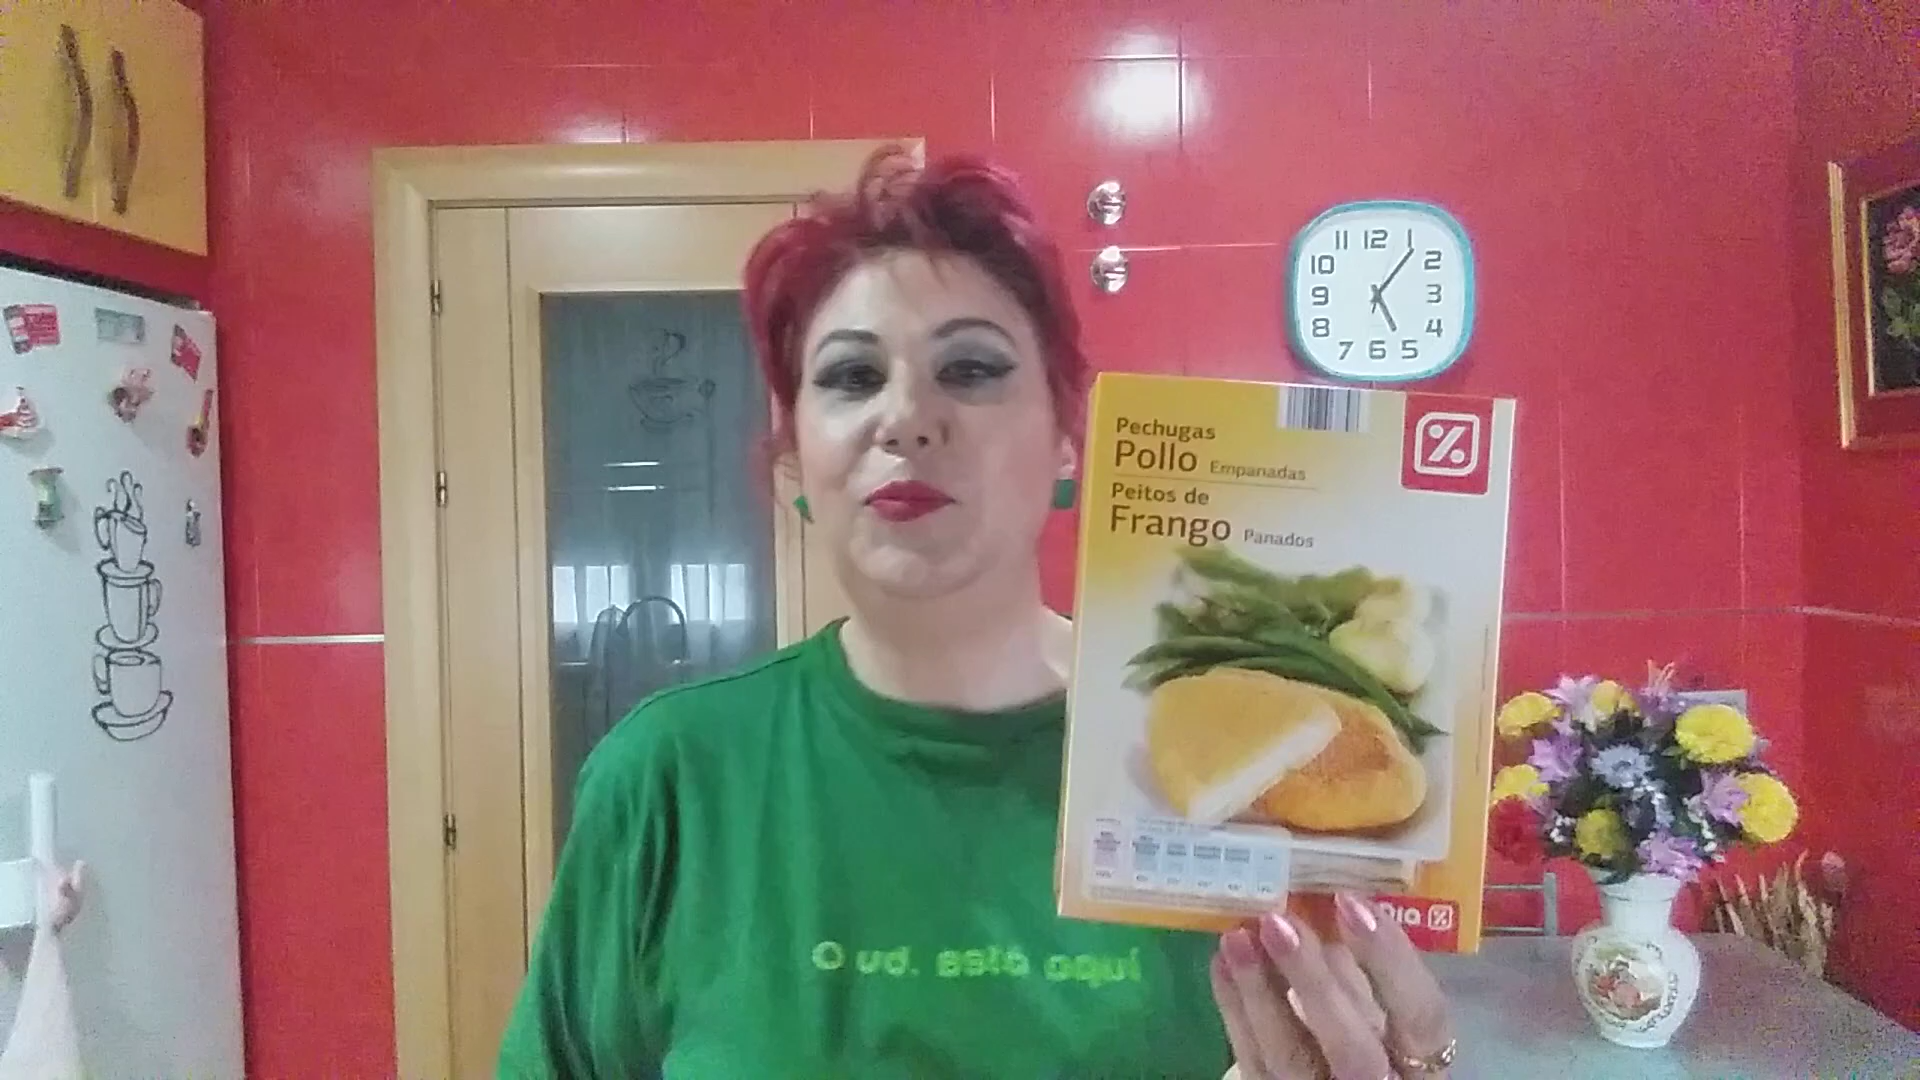 11 12 1
10 2
9 3
8 4
7 6 5
Pechugas
Pollo Empanadas
Peitos de
Frango Panados
Dia %
O ud. está aquí